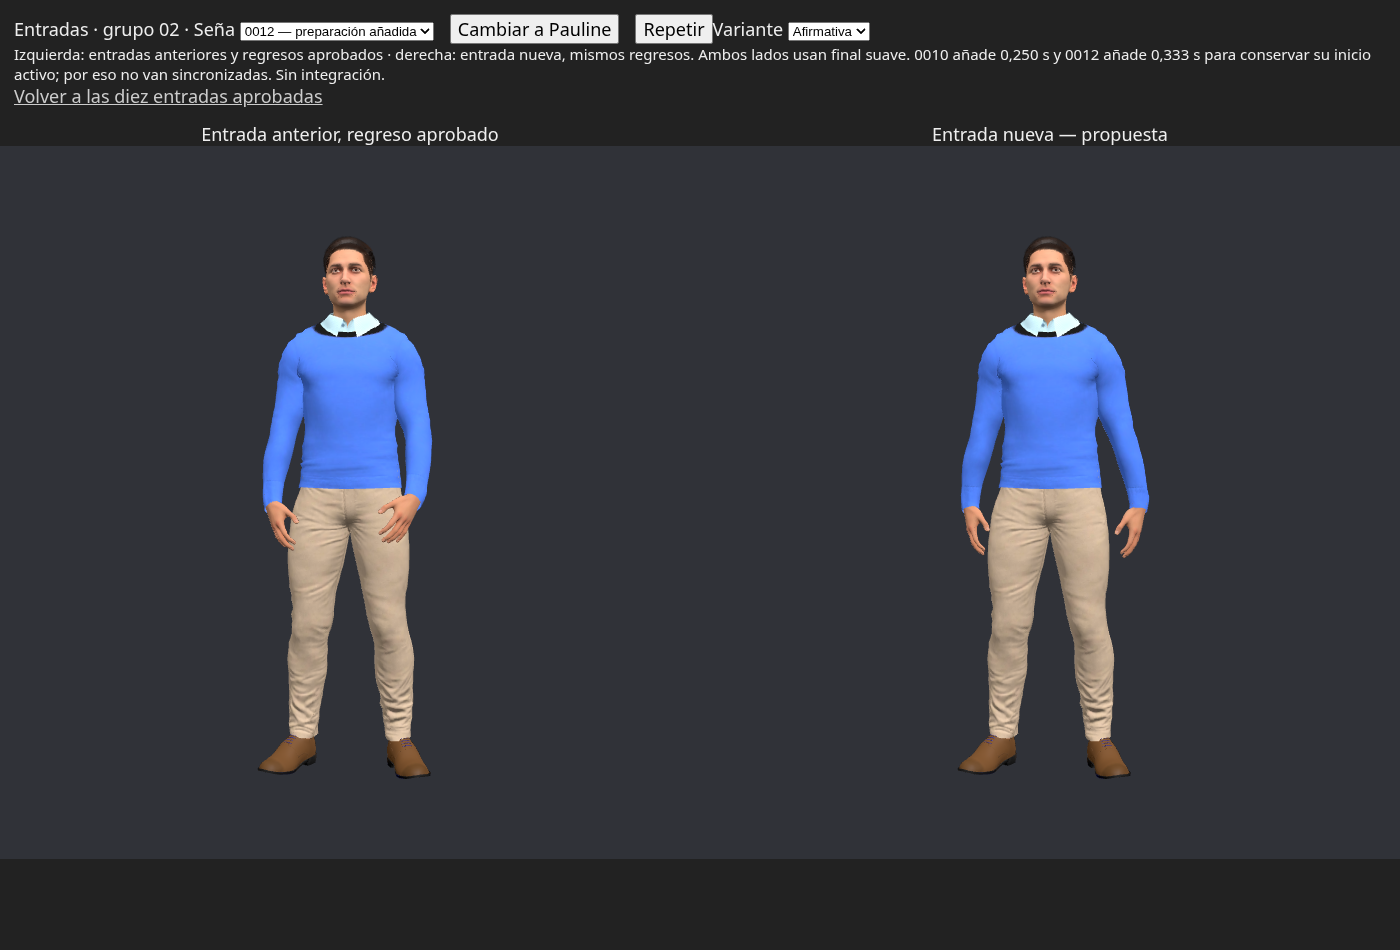 Entradas · grupo 02 · Seña 0012 — preparación añadida Cambiar a Pauline Repetir Variante Afirmativa
Izquierda: entradas anteriores y regresos aprobados · derecha: entrada nueva, mismos regresos. Ambos lados usan final suave. 0010 añade 0,250 s y 0012 añade 0,333 s para conservar su inicio
activo; por eso no van sincronizadas. Sin integración.
Volver a las diez entradas aprobadas
Entrada anterior, regreso aprobado
Entrada nueva — propuesta